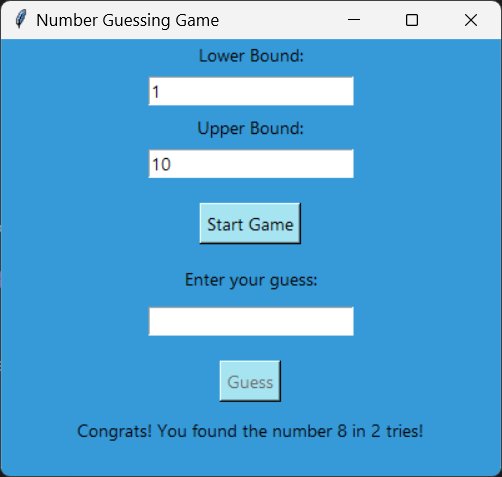 Number Guessing Game
Lower Bound:
1
Upper Bound:
10
Start Game
Enter your guess:
Guess
Congrats! You found the number 8 in 2 tries!